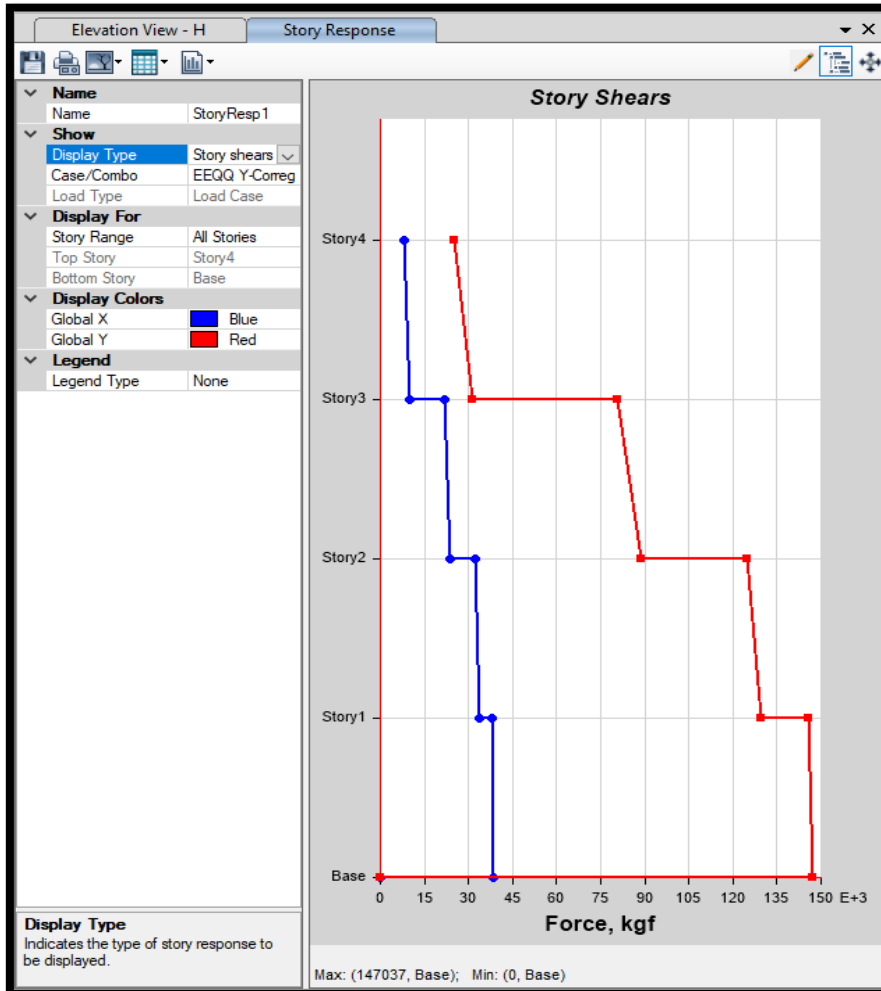 Elevation View - H
Story Response
Name
Name StoryResp1
Show
Display Type Story shears
Case/Combo EEQQ Y-Correg
Load Type Load Case
Display For
Story Range All Stories
Top Story Story4
Bottom Story Base
Display Colors
Global X Blue
Global Y Red
Legend
Legend Type None
Display Type
Indicates the type of story response to
be displayed.
Story Shears
Story4
Story3
Story2
Story1
Base
0 15 30 45 60 75 90 105 120 135 150 E+3
Force, kgf
Max: (147037, Base); Min: (0, Base)